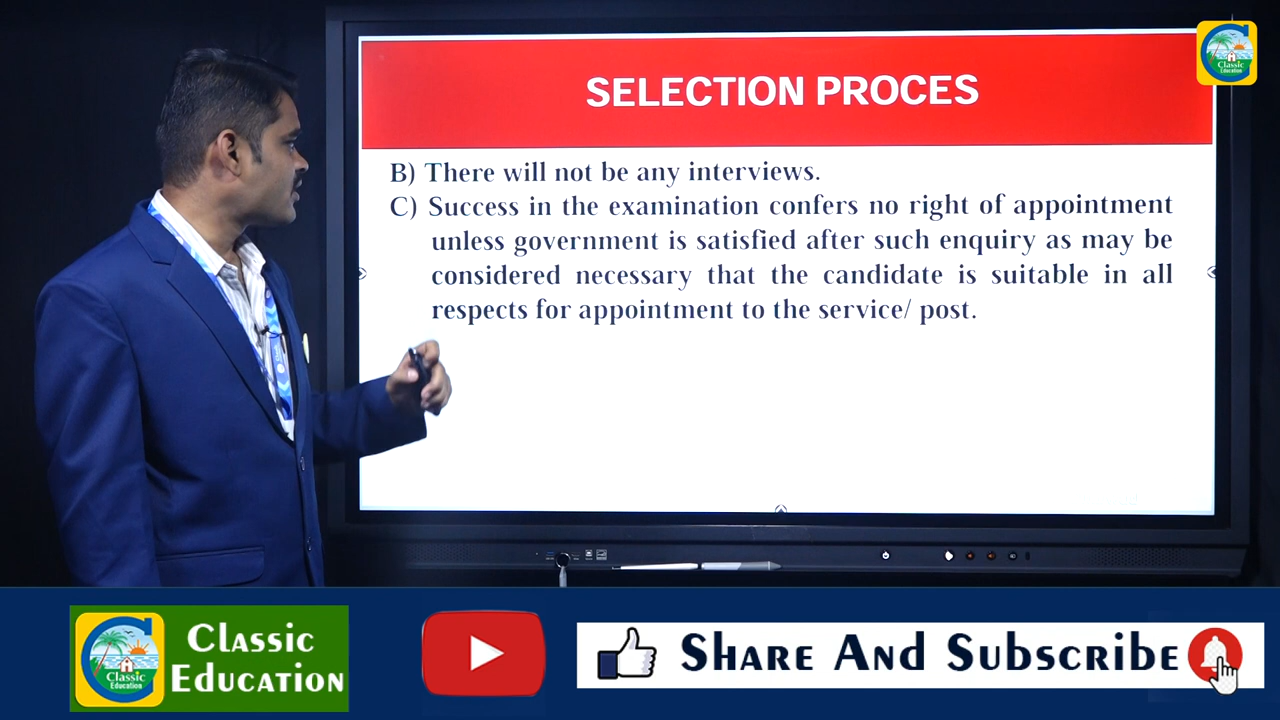 SELECTION PROCES
Classic
Education
B) There will not be any interviews.
C) Success in the examination confers no right of appointment
unless government is satisfied after such enquiry as may be
considered necessary that the candidate is suitable in all
respects for appointment to the service/ post.
Classic
Education
Classic
Education
Share And Subscribe